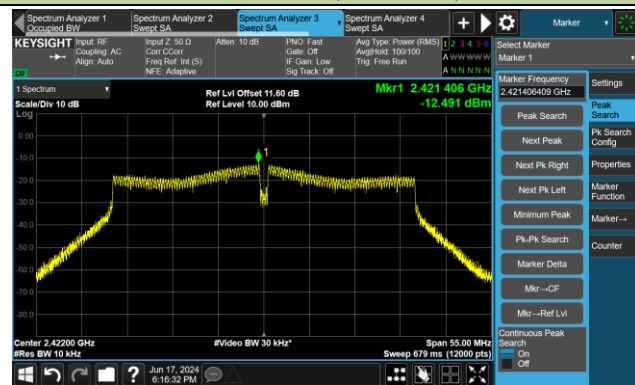 Spectrum Analyzer 1
Occupied BW
Spectrum Analyzer 2
Swept SA
Spectrum Analyzer 3
Swept SA
Spectrum Analyzer 4
Swept SA
+
Marker
KEYSIGHT
Input: RF
Coupling: AC
Align: Auto
Input Z: 50 Ω
Corr CCorr
Freq Ref: Int (S)
NFE: Adaptive
Atten: 10 dB
PNO: Fast
Gate: Off
IF Gain: Low
Sig Track: Off
Avg Type: Power (RMS)
Avg|Hold: 100/100
Trig: Free Run
1 2 3 4 5 6
A W W W W W
A N N N N N
LXI
Select Marker
Marker 1
1 Spectrum
Scale/Div 10 dB
Log
Ref Lvl Offset 11.60 dB
Ref Level 10.00 dBm
Mkr1 2.421 406 GHz
-12.491 dBm
0.00
-10.0
-20.0
-30.0
-40.0
-50.0
-60.0
-70.0
-80.0
1
Center 2.42200 GHz
#Res BW 10 kHz
#Video BW 30 kHz*
Span 55.00 MHz
Sweep 679 ms (12000 pts)
Marker Frequency
2.421406409 GHz
Peak Search
Next Peak
Next Pk Right
Next Pk Left
Minimum Peak
Pk-Pk Search
Marker Delta
Mkr→CF
Mkr→Ref Lvl
Continuous Peak
Search
On
Off
Settings
Peak
Search
Pk Search
Config
Properties
Marker
Function
Marker→
Counter
?
Jun 17, 2024
6:16:32 PM